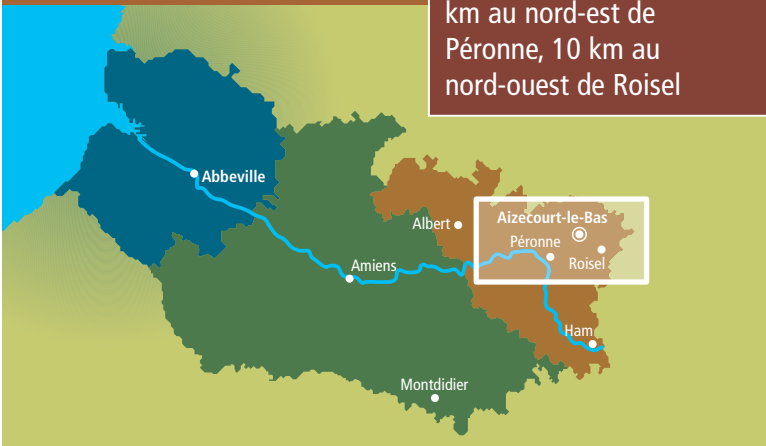 km au nord-est de
Péronne, 10 km au
nord-ouest de Roisel
Abbeville
Aizecourt-le-Bas
Albert
Péronne
Roisel
Amiens
Ham
Montdidier